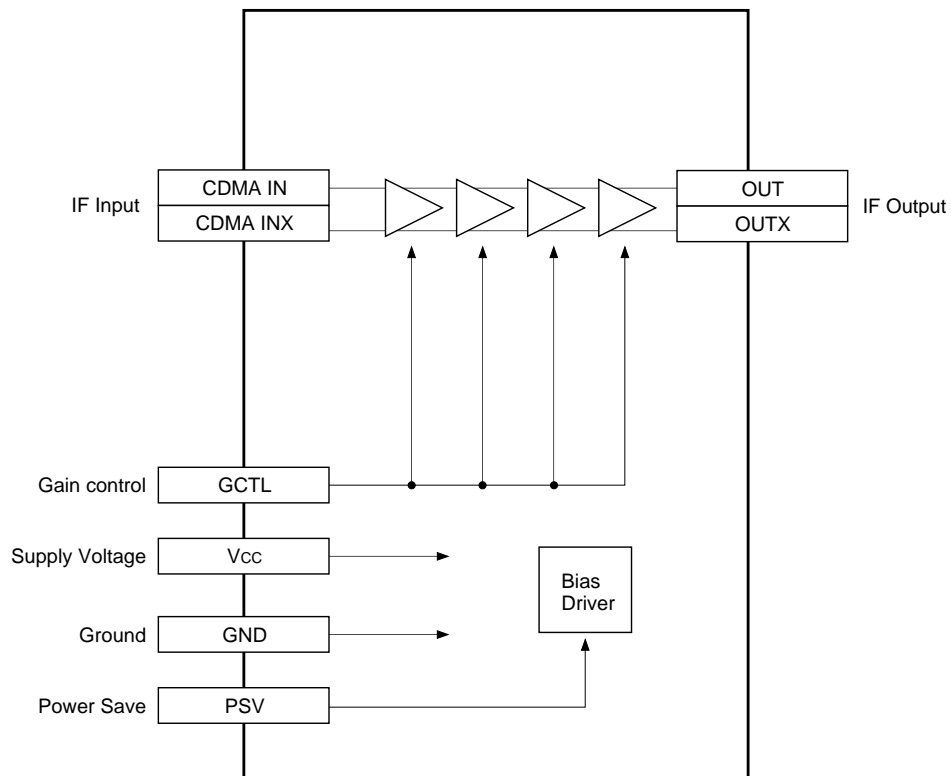 IF Input
CDMA IN
CDMA INX
OUT
OUTX
IF Output
Gain control
GCTL
Supply Voltage
VCC
Bias
Driver
Ground
GND
Power Save
PSV